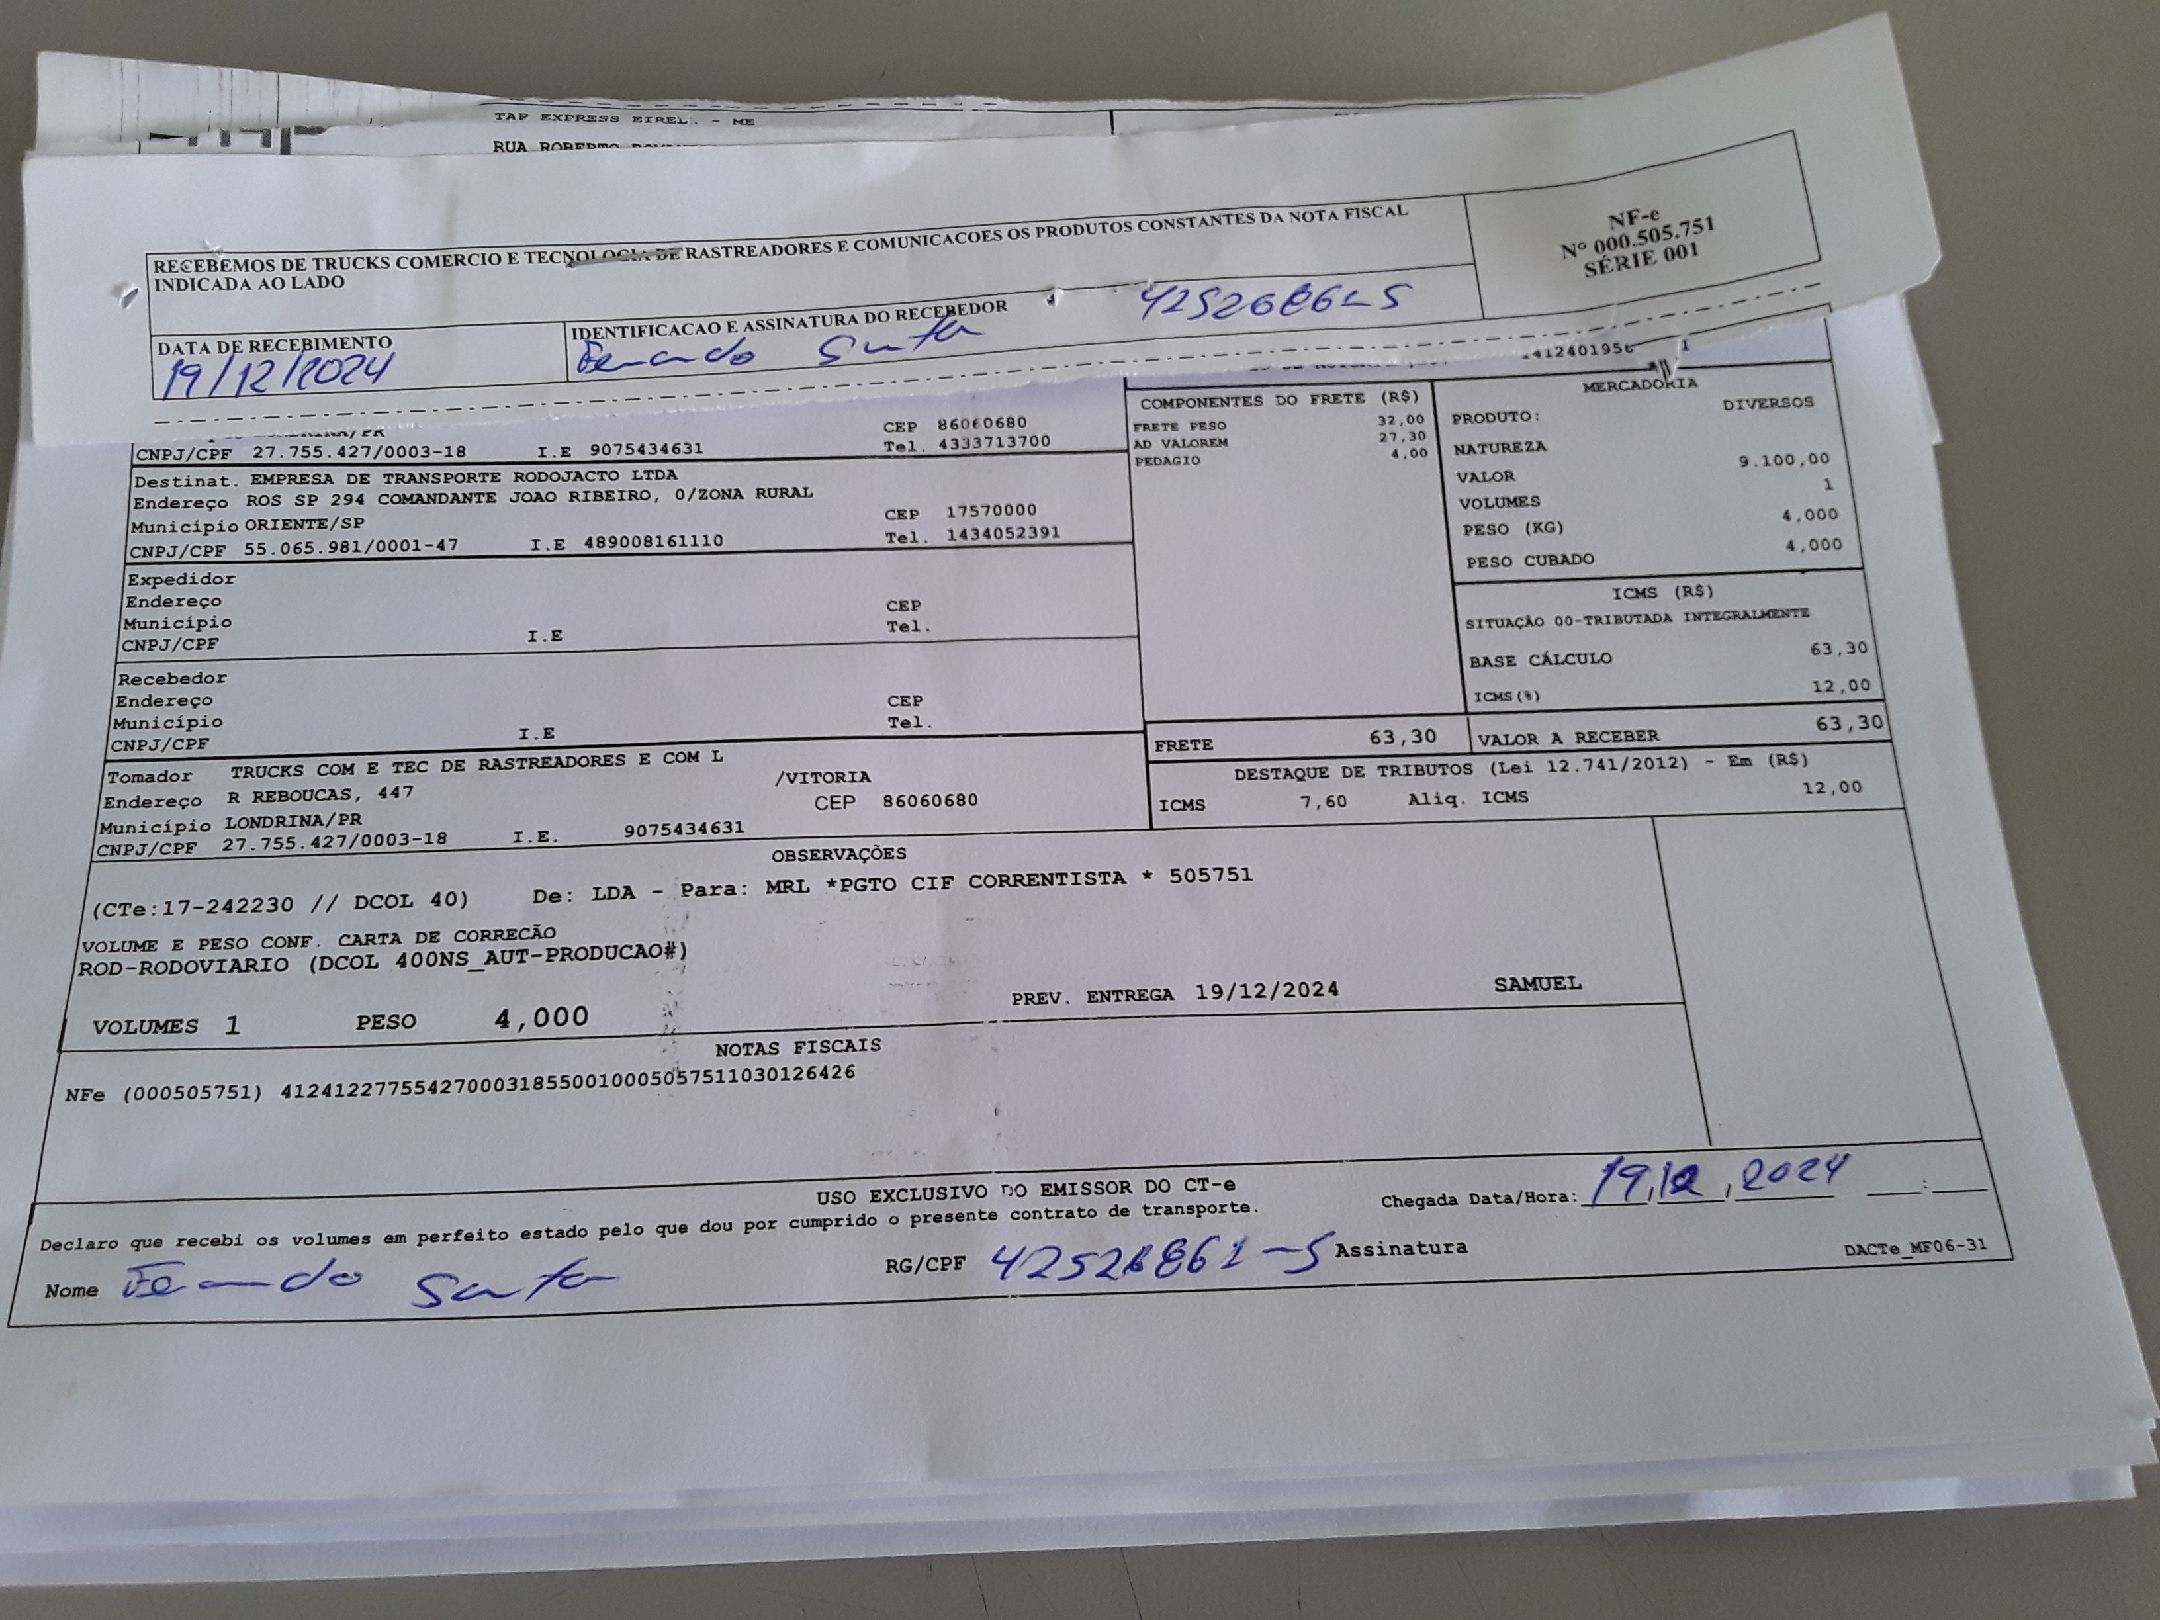 TAP EXPRESS EIRELI - ME
RUA ROBERTO
RECEBEMOS DE TRUCKS COMERCIO E TECNOLOGIA DE RASTREADORES E COMUNICACOES OS PRODUTOS CONSTANTES DA NOTA FISCAL
INDICADA AO LADO
NF-e
Nº 000.505.751
SÉRIE 001
DATA DE RECEBIMENTO
19/12/2024
IDENTIFICACAO E ASSINATURA DO RECEBEDOR
Fernando
CEP 86060680
CNPJ/CPF 27.755.427/0003-18 I.E 9075434631 Tel. 4333713700
Destinat. EMPRESA DE TRANSPORTE RODOJACTO LTDA
Endereço ROS SP 294 COMANDANTE JOAO RIBEIRO, 0/ZONA RURAL
Município ORIENTE/SP CEP 17570000
CNPJ/CPF 55.065.981/0001-47 I.E 489008161110 Tel. 1434052391
Expedidor
Endereço
Município CEP
CNPJ/CPF I.E Tel.
Recebedor
Endereço
Município CEP
CNPJ/CPF I.E Tel.
Tomador TRUCKS COM E TEC DE RASTREADORES E COM L
Endereço R REBOUCAS, 447 /VITORIA
Município LONDRINA/PR CEP 86060680
CNPJ/CPF 27.755.427/0003-18 I.E. 9075434631
COMPONENTES DO FRETE (R$)
FRETE PESO 32,00
AD VALOREM 27,30
PEDAGIO 4,00
MERCADORIA
PRODUTO: DIVERSOS
NATUREZA
VALOR 9.100,00
VOLUMES 1
PESO (KG) 4,000
PESO CUBADO 4,000
ICMS (R$)
SITUAÇÃO 00-TRIBUTADA INTEGRALMENTE
BASE CÁLCULO 63,30
ICMS(%) 12,00
FRETE 63,30 VALOR A RECEBER 63,30
DESTAQUE DE TRIBUTOS (Lei 12.741/2012) - Em (R$)
ICMS 7,60 Aliq. ICMS 12,00
OBSERVAÇÕES
(CTe:17-242230 // DCOL 40) De: LDA - Para: MRL *PGTO CIF CORRENTISTA * 505751
VOLUME E PESO CONF. CARTA DE CORRECÃO
ROD-RODOVIARIO (DCOL 400NS_AUT-PRODUCAO#)
VOLUMES 1 PESO 4,000 PREV. ENTREGA 19/12/2024 SAMUEL
NOTAS FISCAIS
NFe (000505751) 41241227755427000318550010005057511030126426
USO EXCLUSIVO DO EMISSOR DO CT-e
Declaro que recebi os volumes em perfeito estado pelo que dou por cumprido o presente contrato de transporte.
Chegada Data/Hora: 19,12,2024 __:__
Nome Fernando
RG/CPF 42526861-5 Assinatura
DACTe_MF06-31